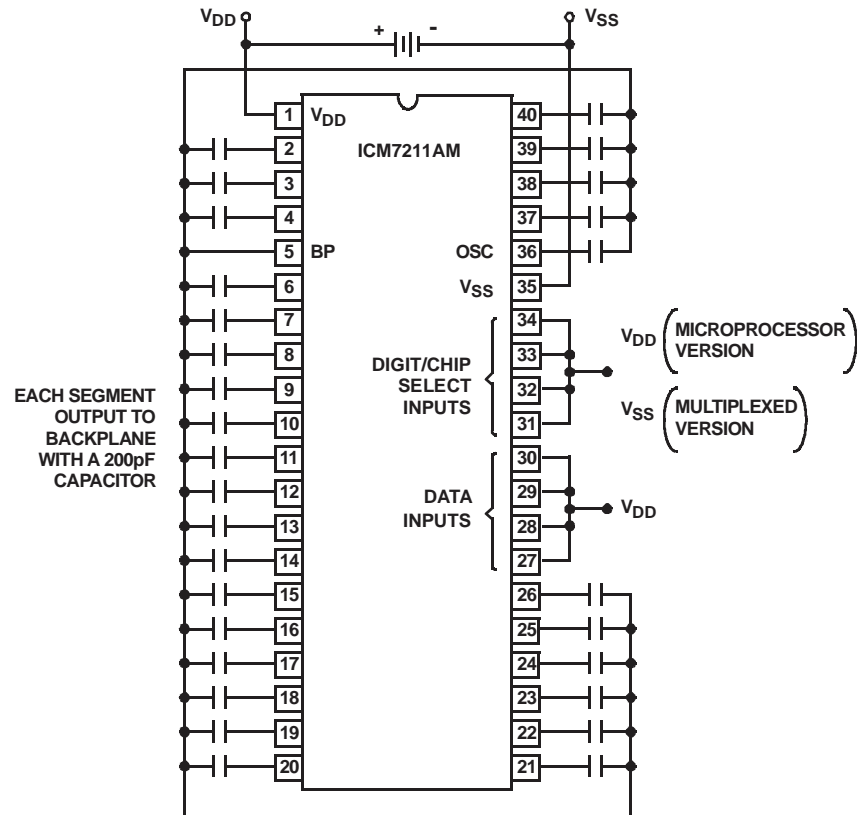 VDD
VSS
+
-
1
VDD
40
2
ICM7211AM
39
3
38
4
37
5
BP
OSC
36
6
VSS
35
7
34
8
33
9
32
10
31
11
30
12
29
13
28
14
27
15
26
16
25
17
24
18
23
19
22
20
21
DIGIT/CHIP
SELECT
INPUTS
DATA
INPUTS
EACH SEGMENT
OUTPUT TO
BACKPLANE
WITH A 200pF
CAPACITOR
VDD (MICROPROCESSOR
VERSION)
VSS (MULTIPLEXED
VERSION)
VDD